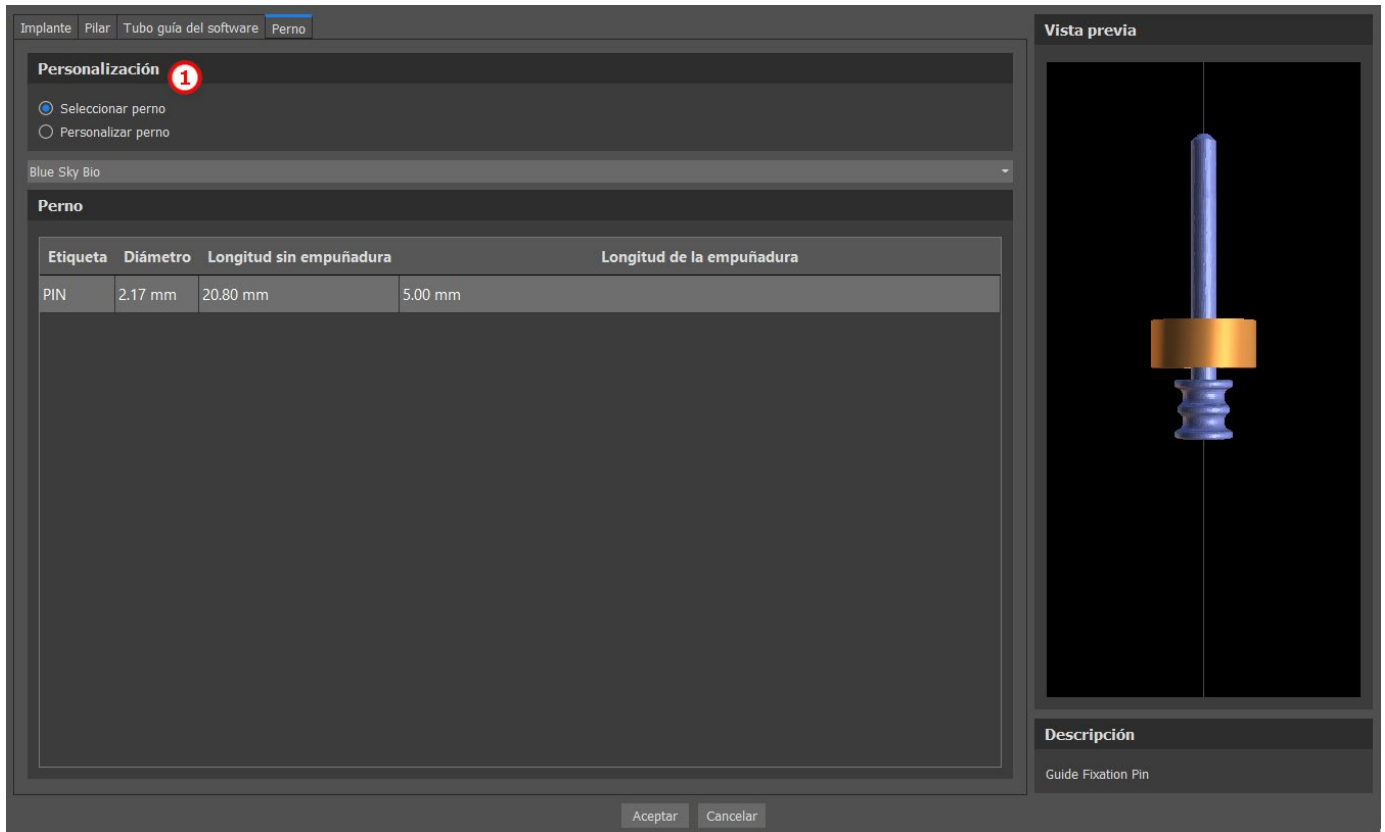 Implante Pilar Tubo guía del software Perno
Personalización 1
Seleccionar perno
Personalizar perno
Blue Sky Bio
Perno
Etiqueta Diámetro Longitud sin empuñadura Longitud de la empuñadura
PIN 2.17 mm 20.80 mm 5.00 mm
Vista previa
Descripción
Guide Fixation Pin
Aceptar Cancelar